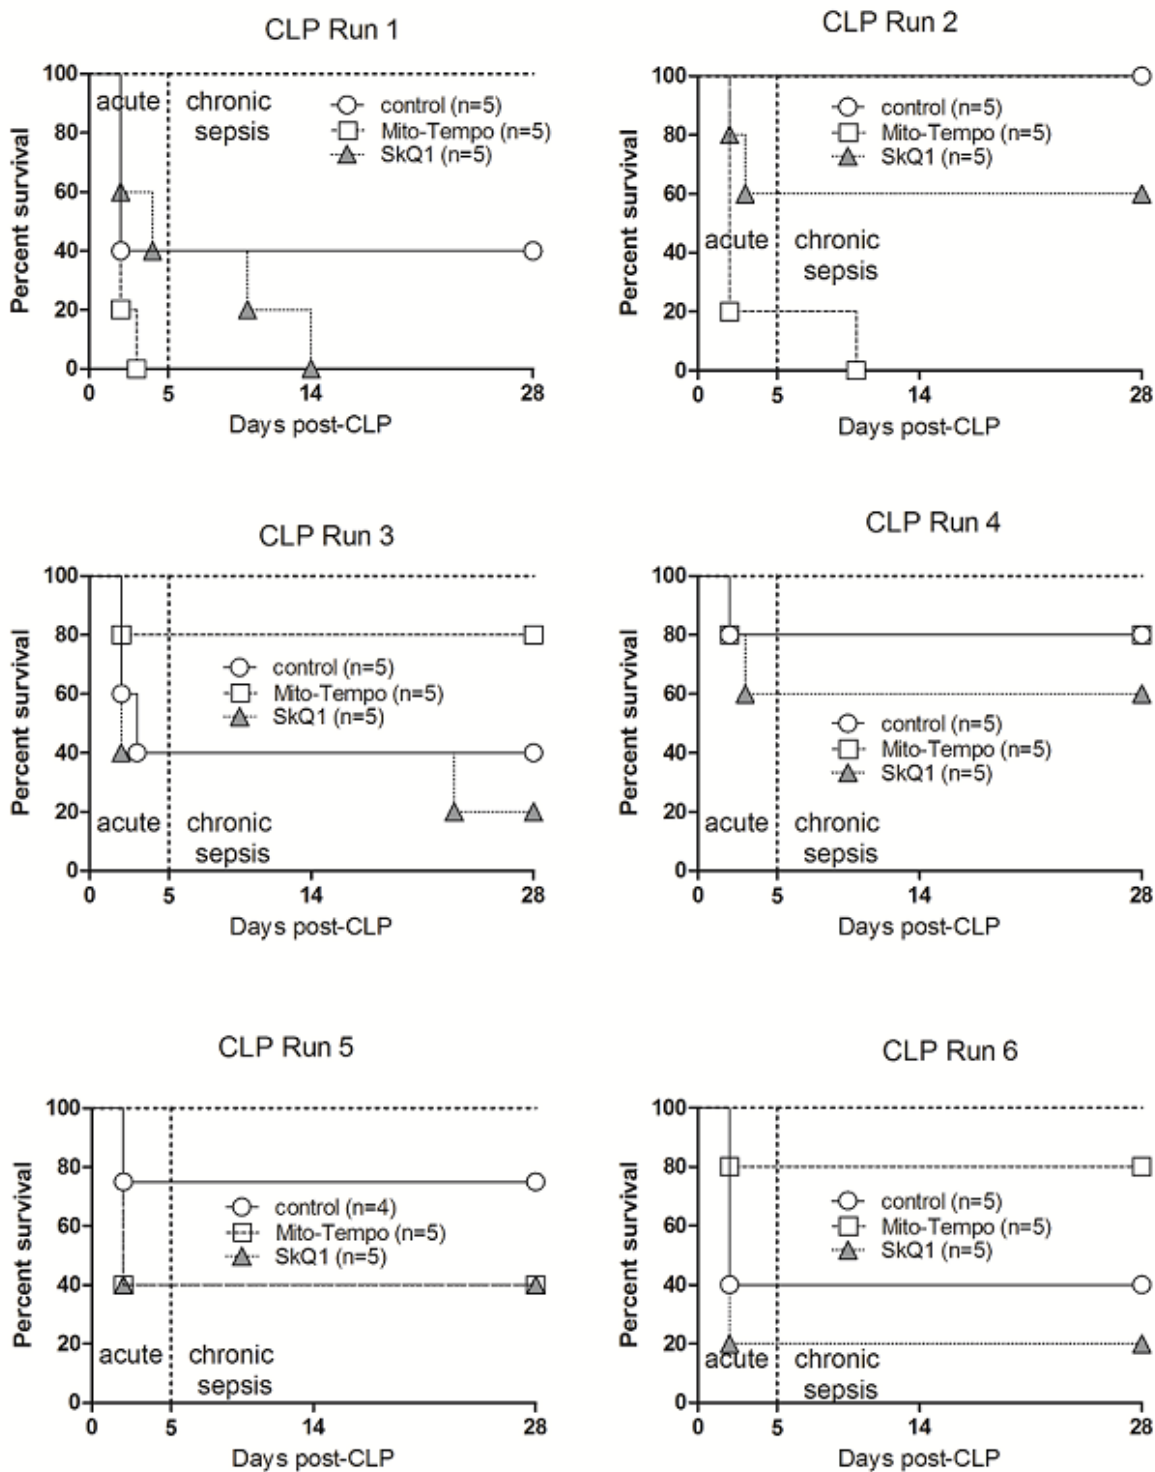 CLP Run 1
100
80
60
40
20
0
Percent survival
acute
chronic
sepsis
control (n=5)
Mito-Tempo (n=5)
SkQ1 (n=5)
0
5
14
28
Days post-CLP
CLP Run 2
100
80
60
40
20
0
Percent survival
control (n=5)
Mito-Tempo (n=5)
SkQ1 (n=5)
acute
chronic
sepsis
0
5
14
28
Days post-CLP
CLP Run 3
100
80
60
40
20
0
Percent survival
control (n=5)
Mito-Tempo (n=5)
SkQ1 (n=5)
acute
chronic
sepsis
0
5
14
28
Days post-CLP
CLP Run 4
100
80
60
40
20
0
Percent survival
control (n=5)
Mito-Tempo (n=5)
SkQ1 (n=5)
acute
chronic
sepsis
0
5
14
28
Days post-CLP
CLP Run 5
100
80
60
40
20
0
Percent survival
control (n=4)
Mito-Tempo (n=5)
SkQ1 (n=5)
acute
chronic
sepsis
0
5
14
28
Days post-CLP
CLP Run 6
100
80
60
40
20
0
Percent survival
control (n=5)
Mito-Tempo (n=5)
SkQ1 (n=5)
acute
chronic
sepsis
0
5
14
28
Days post-CLP